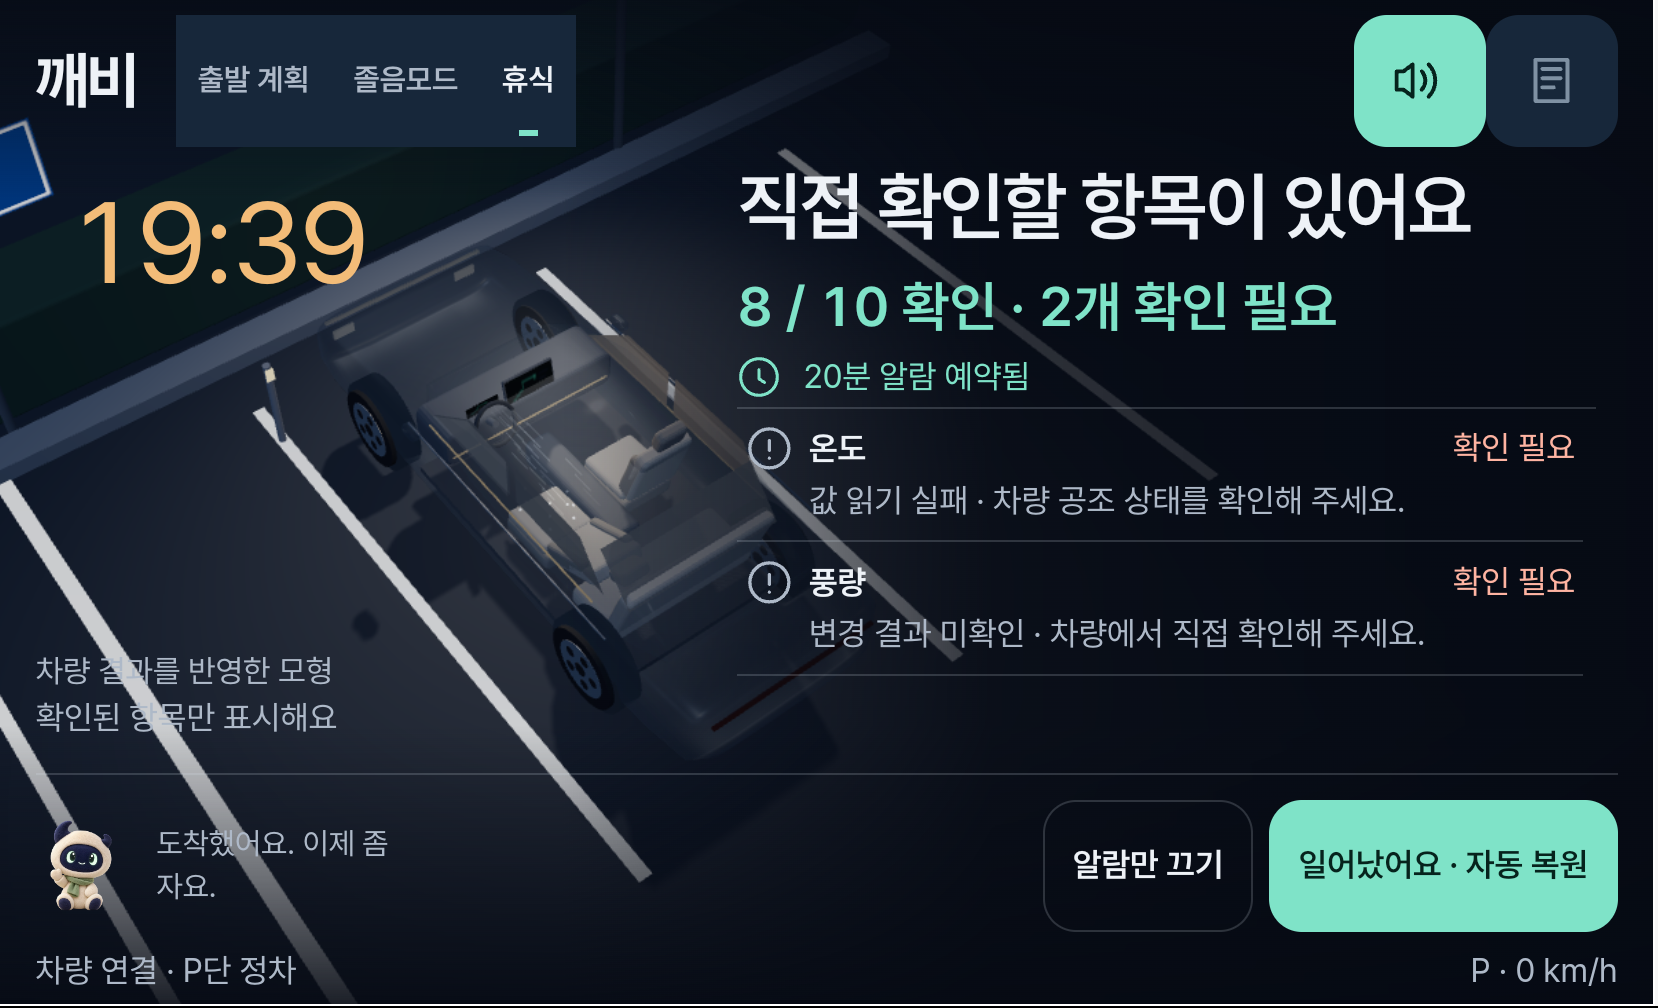 깨비
출발 계획 졸음모드 휴식
19:39
직접 확인할 항목이 있어요
8 / 10 확인 · 2개 확인 필요
20분 알람 예약됨
온도 확인 필요
값 읽기 실패 · 차량 공조 상태를 확인해 주세요.
풍량 확인 필요
변경 결과 미확인 · 차량에서 직접 확인해 주세요.
차량 결과를 반영한 모형
확인된 항목만 표시해요
도착했어요. 이제 좀
자요.
알람만 끄기
일어났어요 · 자동 복원
차량 연결 · P단 정차
P · 0 km/h